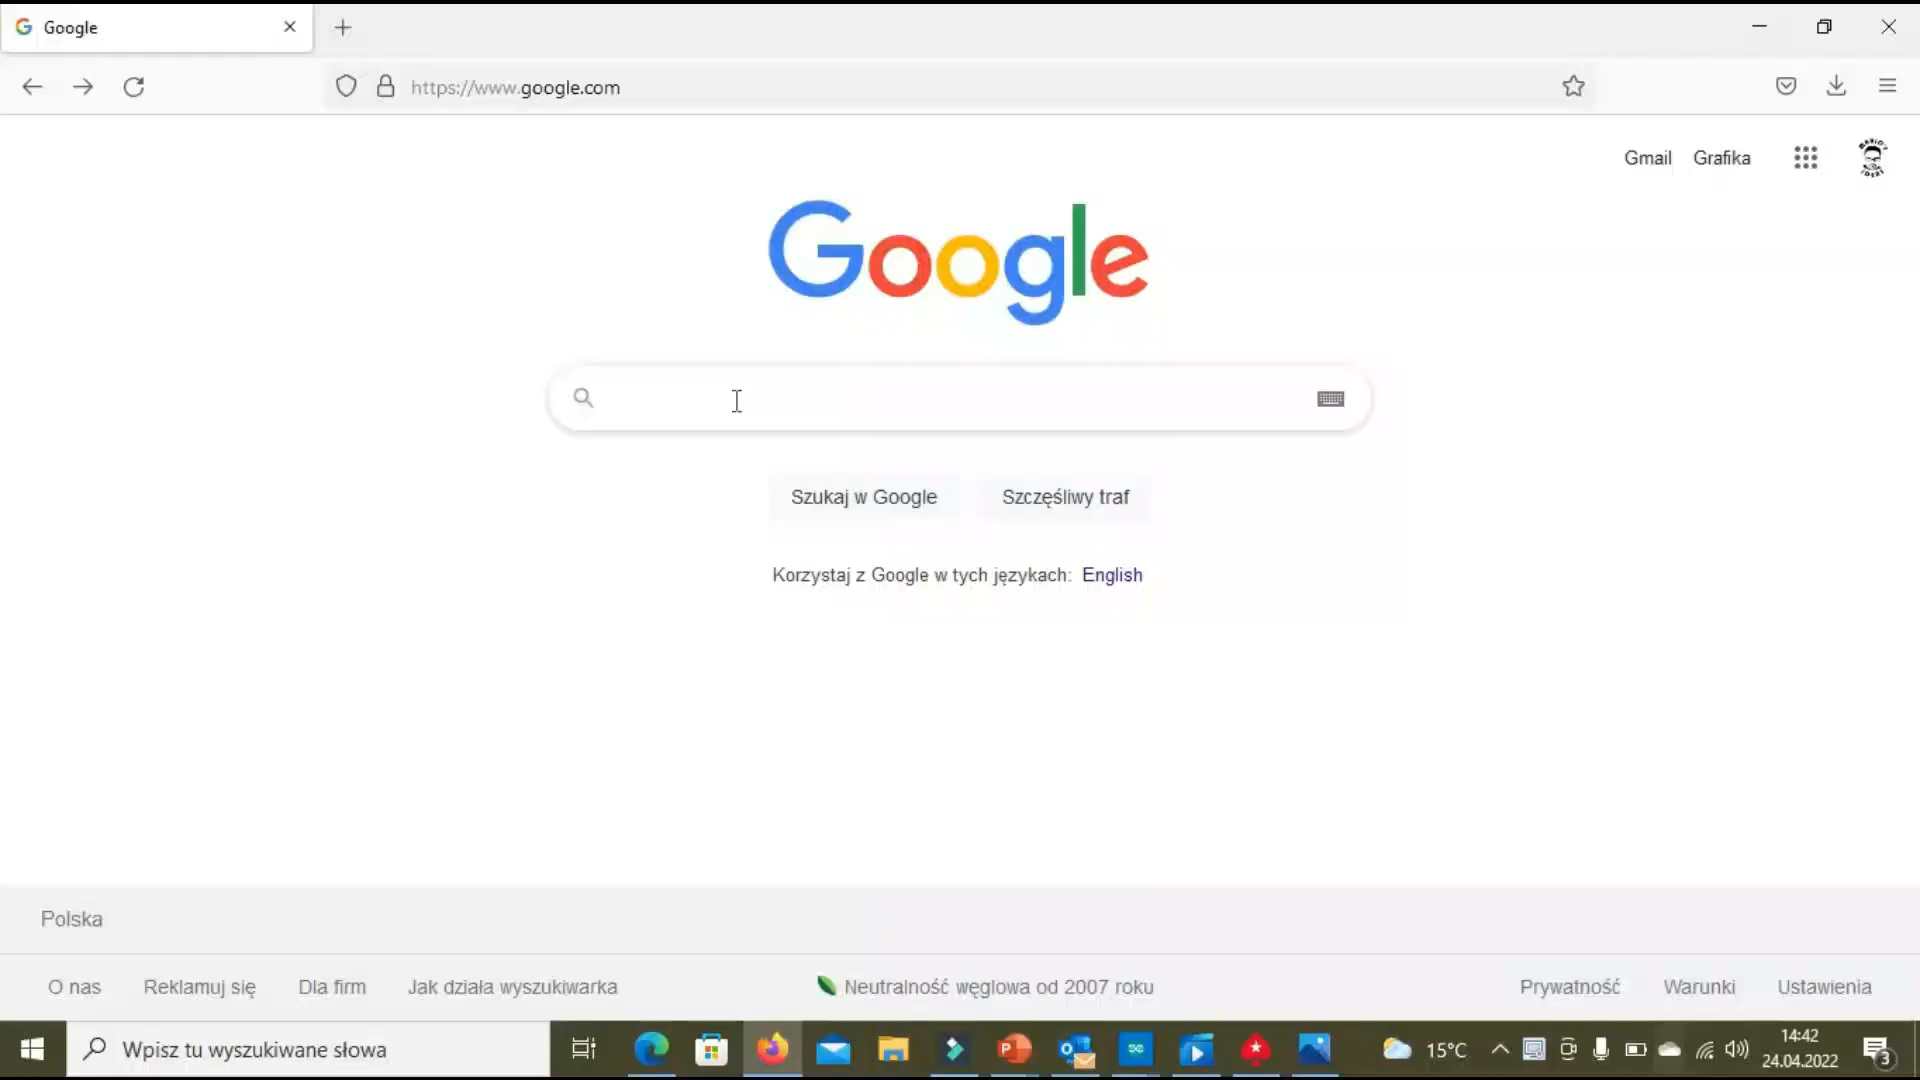 Google
https://www.google.com
Gmail Grafika
Google
Szukaj w Google Szczęśliwy traf
Korzystaj z Google w tych językach: English
Polska
O nas Reklamuj się Dla firm Jak działa wyszukiwarka Neutralność węglowa od 2007 roku Prywatność Warunki Ustawienia
Wpisz tu wyszukiwane słowa 15°C 14:42
24.04.2022 3